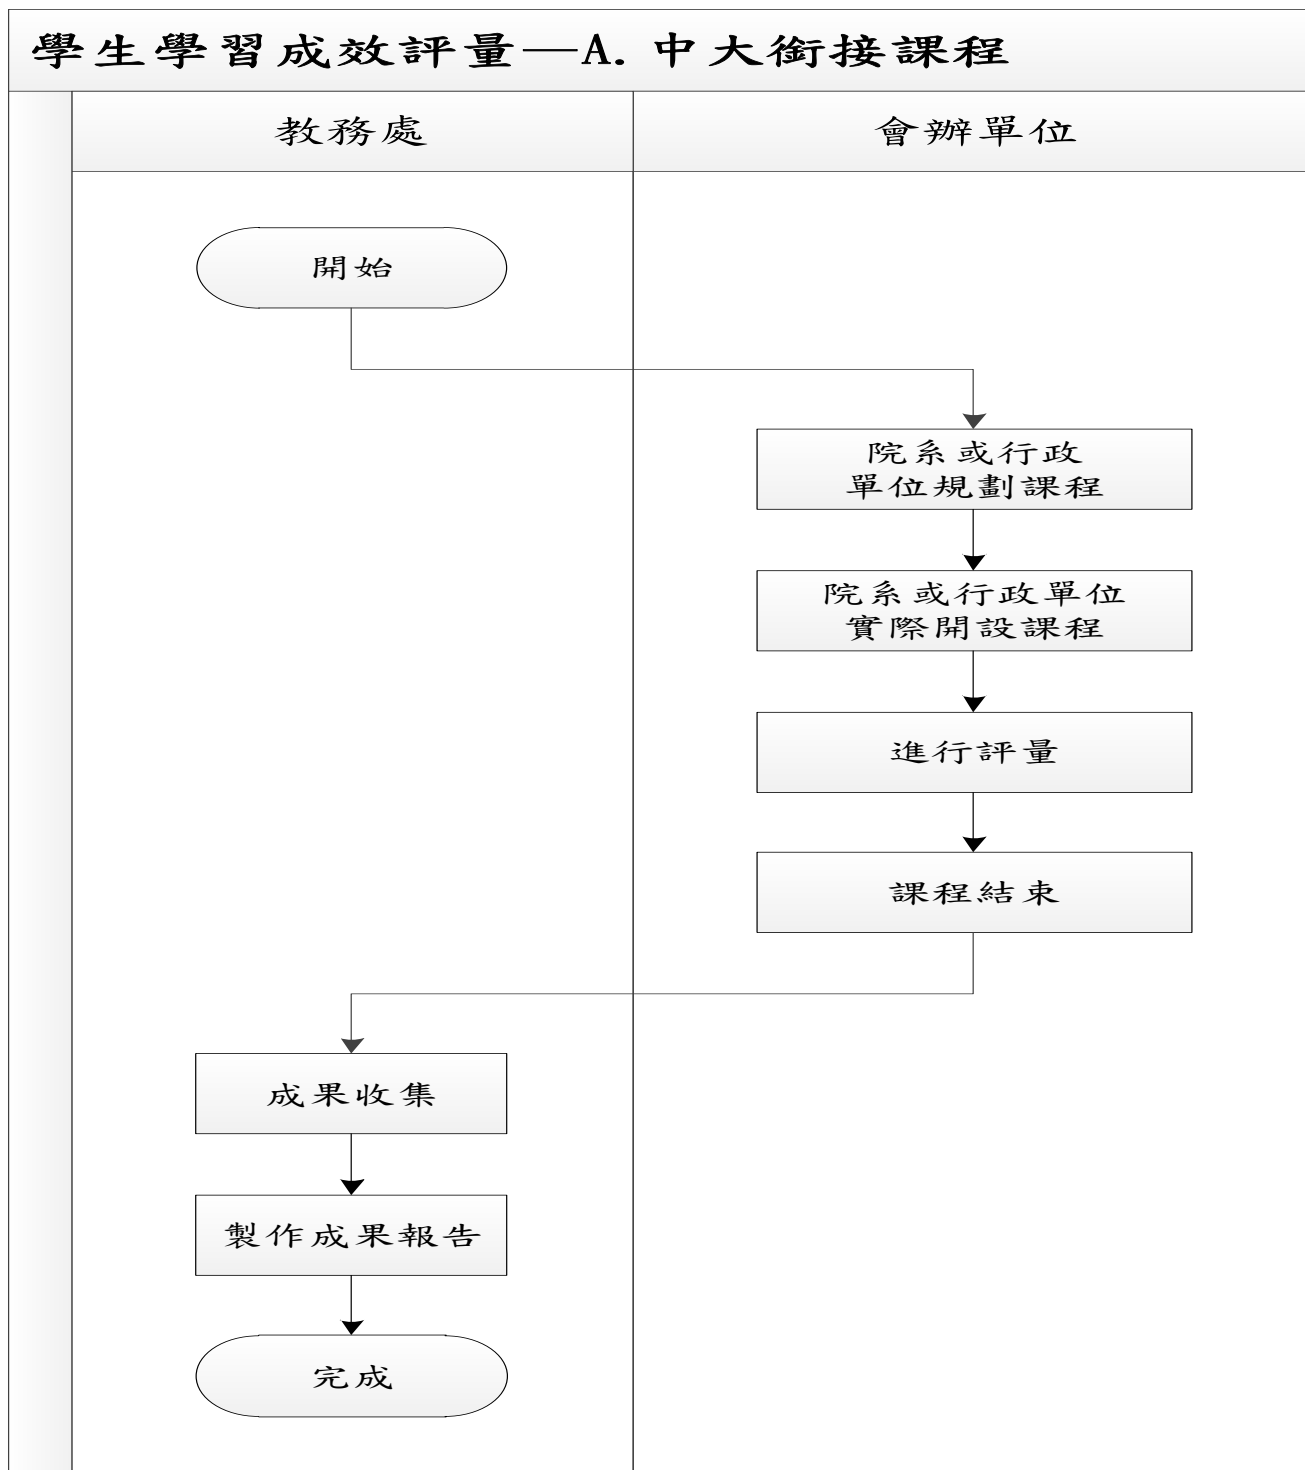 學生學習成效評量—A. 中大銜接課程
教務處
會辦單位
開始
院系或行政
單位規劃課程
院系或行政單位
實際開設課程
進行評量
課程結束
成果收集
製作成果報告
完成